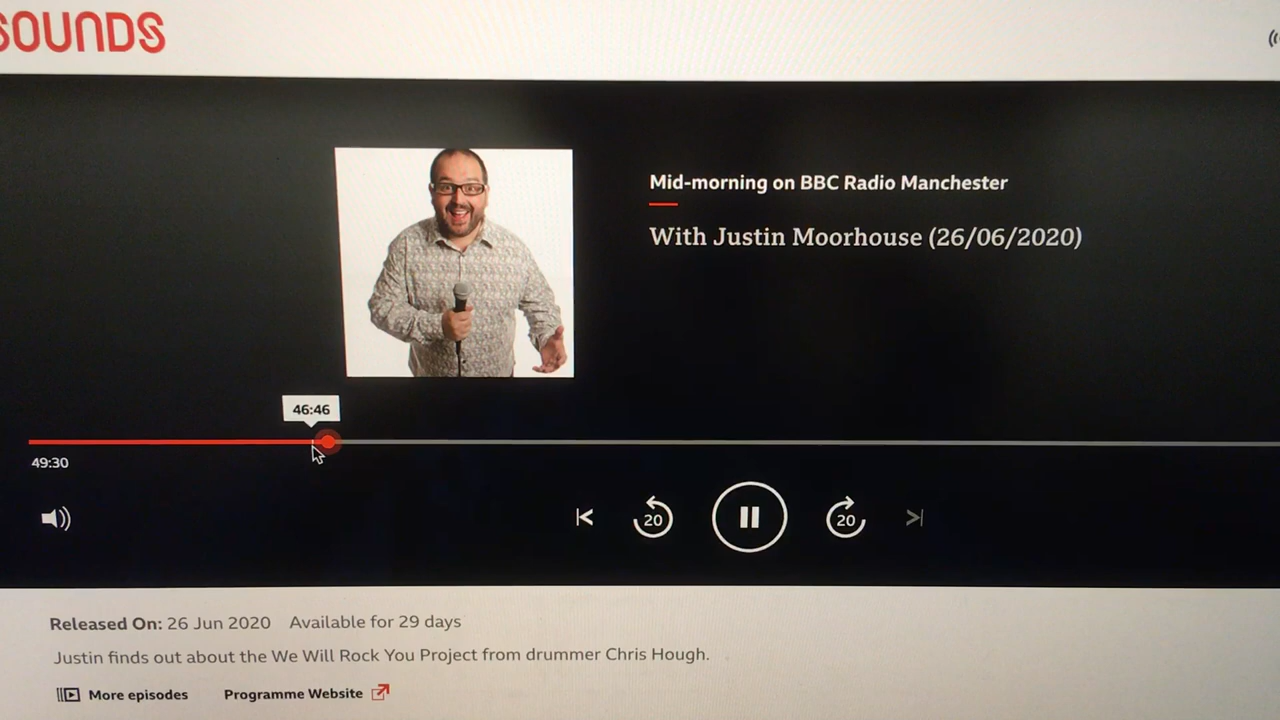 SOUNDS
Mid-morning on BBC Radio Manchester
With Justin Moorhouse (26/06/2020)
46:46
49:30
20
20
Released On: 26 Jun 2020 Available for 29 days
Justin finds out about the We Will Rock You Project from drummer Chris Hough.
More episodes Programme Website